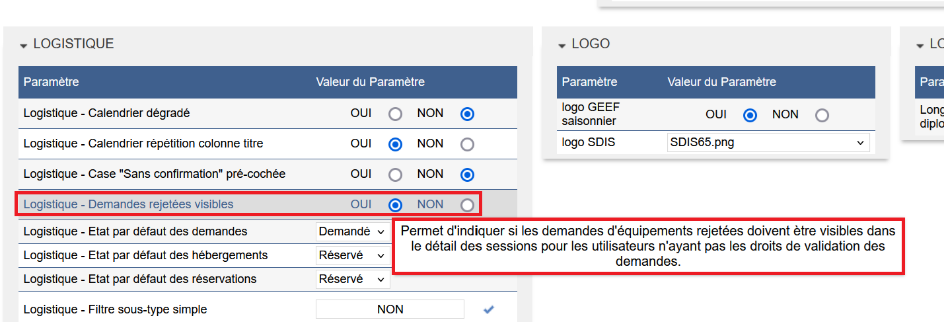 LOGISTIQUE
Paramètre Valeur du Paramètre
Logistique - Calendrier dégradé OUI NON
Logistique - Calendrier répétition colonne titre OUI NON
Logistique - Case "Sans confirmation" pré-cochée OUI NON
Logistique - Demandes rejetées visibles OUI NON
Logistique - Etat par défaut des demandes Demandé
Logistique - Etat par défaut des hébergements Réservé
Logistique - Etat par défaut des réservations Réservé
Logistique - Filtre sous-type simple NON
Permet d'indiquer si les demandes d'équipements rejetées doivent être visibles dans
le détail des sessions pour les utilisateurs n'ayant pas les droits de validation des
demandes.
LOGO
Paramètre Valeur du Paramètre
logo GEEF
saisonnier OUI NON
logo SDIS SDIS65.png
LO
Para
Long
diplo